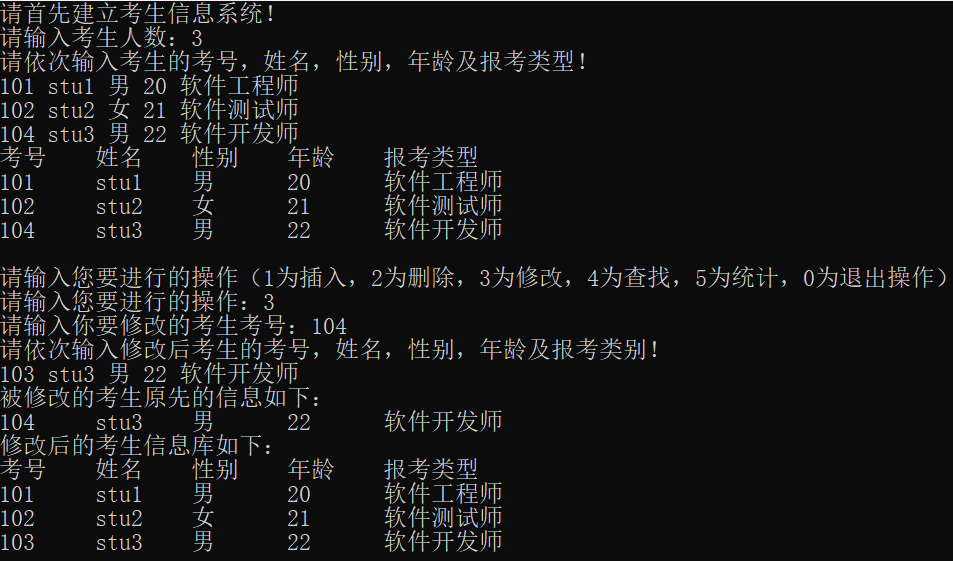 请首先建立考生信息系统！
请输入考生人数：3
请依次输入考生的考号，姓名，性别，年龄及报考类型！
101 stu1 男 20 软件工程师
102 stu2 女 21 软件测试师
104 stu3 男 22 软件开发师
考号 姓名 性别 年龄 报考类型
101 stu1 男 20 软件工程师
102 stu2 女 21 软件测试师
104 stu3 男 22 软件开发师
请输入您要进行的操作（1为插入，2为删除，3为修改，4为查找，5为统计，0为退出操作）
请输入您要进行的操作：3
请输入你要修改的考生考号：104
请依次输入修改后考生的考号，姓名，性别，年龄及报考类别！
103 stu3 男 22 软件开发师
被修改的考生原先的信息如下：
104 stu3 男 22 软件开发师
修改后的考生信息库如下：
考号 姓名 性别 年龄 报考类型
101 stu1 男 20 软件工程师
102 stu2 女 21 软件测试师
103 stu3 男 22 软件开发师